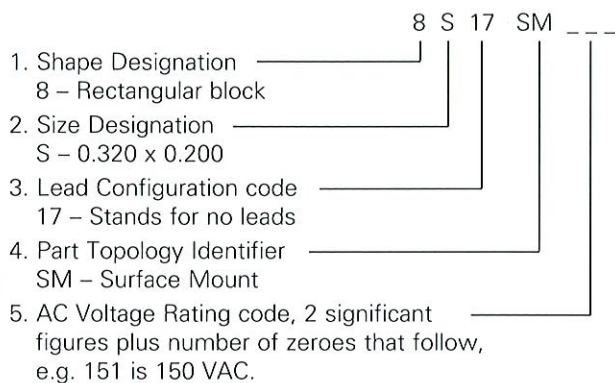 8 S 17 SM _ _ _
1. Shape Designation
8 – Rectangular block
2. Size Designation
S – 0.320 x 0.200
3. Lead Configuration code
17 – Stands for no leads
4. Part Topology Identifier
SM – Surface Mount
5. AC Voltage Rating code, 2 significant
figures plus number of zeroes that follow,
e.g. 151 is 150 VAC.